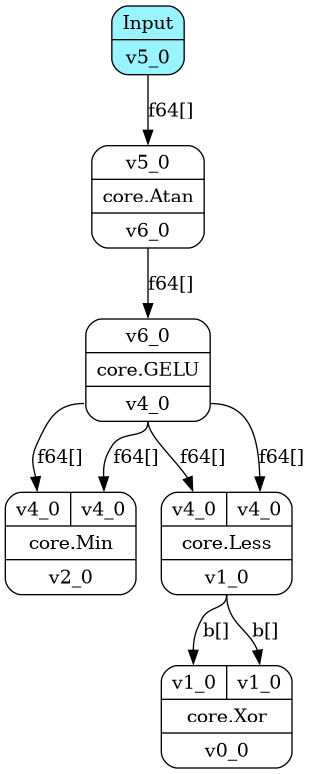 Input
v5_0
f64[]
v5_0
core.Atan
v6_0
f64[]
v6_0
core.GELU
v4_0
f64[] f64[] f64[] f64[]
v4_0 v4_0 v4_0 v4_0
core.Min core.Less
v2_0 v1_0
b[] b[]
v1_0 v1_0
core.Xor
v0_0